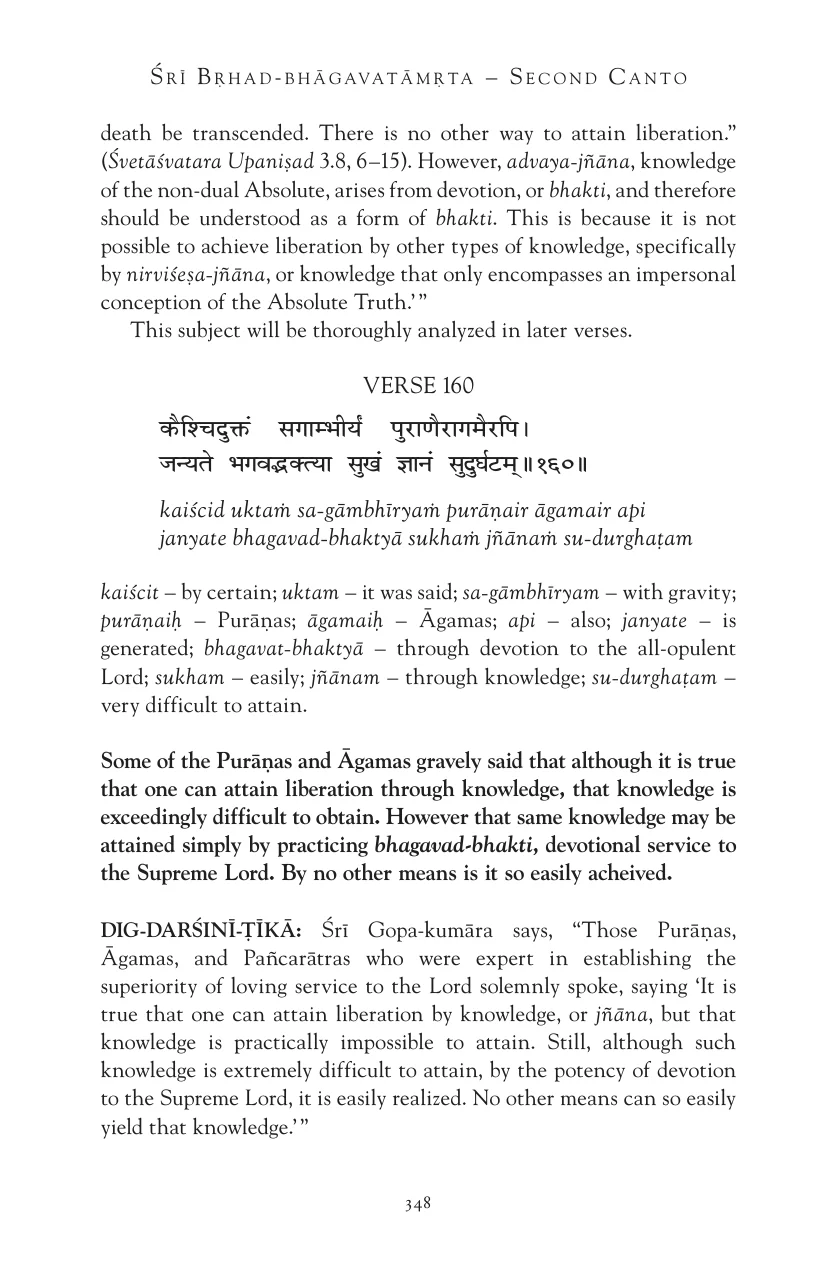 ŚRĪ BṚHAD-BHĀGAVATĀMṚTA – SECOND CANTO
death be transcended. There is no other way to attain liberation.”
(Śvetāśvatara Upaniṣad 3.8, 6–15). However, advaya-jñāna, knowledge
of the non-dual Absolute, arises from devotion, or bhakti, and therefore
should be understood as a form of bhakti. This is because it is not
possible to achieve liberation by other types of knowledge, specifically
by nirviśeṣa-jñāna, or knowledge that only encompasses an impersonal
conception of the Absolute Truth.’”
This subject will be thoroughly analyzed in later verses.
VERSE 160
कैश्चिदुक्तं सगाम्भीर्यं पुराणैरागमैरपि।
जन्यते भगवद्भक्त्या सुखं ज्ञानं सुदुर्घटम्॥१६०॥
kaiścid uktaṁ sa-gāmbhīryaṁ purāṇair āgamair api
janyate bhagavad-bhaktyā sukhaṁ jñānaṁ su-durghaṭam
kaiścit – by certain; uktam – it was said; sa-gāmbhīryam – with gravity;
purāṇaiḥ – Purāṇas; āgamaiḥ – Āgamas; api – also; janyate – is
generated; bhagavat-bhaktyā – through devotion to the all-opulent
Lord; sukham – easily; jñānam – through knowledge; su-durghaṭam –
very difficult to attain.
Some of the Purāṇas and Āgamas gravely said that although it is true
that one can attain liberation through knowledge, that knowledge is
exceedingly difficult to obtain. However that same knowledge may be
attained simply by practicing bhagavad-bhakti, devotional service to
the Supreme Lord. By no other means is it so easily acheived.
DIG-DARŚINĪ-ṬĪKĀ: Śrī Gopa-kumāra says, “Those Purāṇas,
Āgamas, and Pañcarātras who were expert in establishing the
superiority of loving service to the Lord solemnly spoke, saying ‘It is
true that one can attain liberation by knowledge, or jñāna, but that
knowledge is practically impossible to attain. Still, although such
knowledge is extremely difficult to attain, by the potency of devotion
to the Supreme Lord, it is easily realized. No other means can so easily
yield that knowledge.’”
348